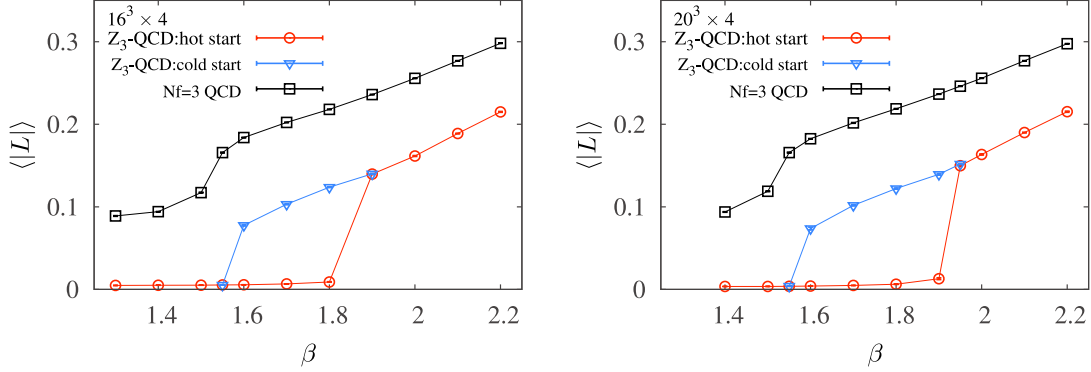 16³ × 4
Z₃-QCD:hot start
Z₃-QCD:cold start
Nf=3 QCD
⟨|L|⟩
0.3
0.2
0.1
0
1.4 1.6 1.8 2 2.2
β
20³ × 4
Z₃-QCD:hot start
Z₃-QCD:cold start
Nf=3 QCD
⟨|L|⟩
0.3
0.2
0.1
0
1.4 1.6 1.8 2 2.2
β